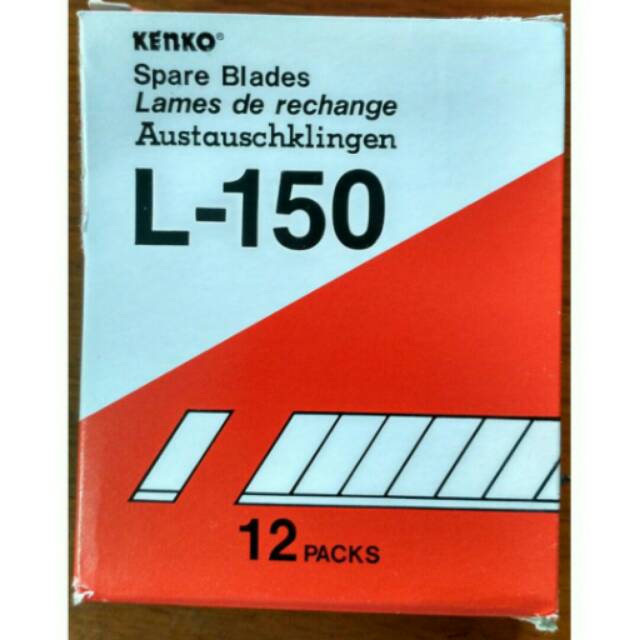 KENKO®
Spare Blades
Lames de rechange
Austauschklingen
L-150
12 PACKS